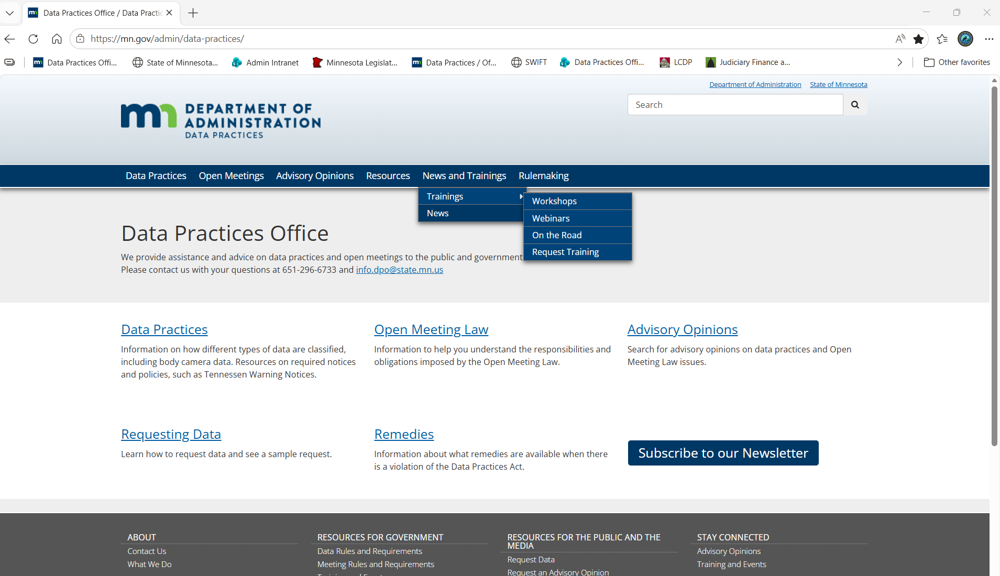 Data Practices Office / Data Practic
https://mn.gov/admin/data-practices/
Data Practices Offi... State of Minnesota... Admin Intranet Minnesota Legislat... Data Practices / Of... SWIFT Data Practices Offi... LCDP Judiciary Finance a... Other favorites
Department of Administration State of Minnesota
Search
mn DEPARTMENT OF
ADMINISTRATION
DATA PRACTICES
Data Practices Open Meetings Advisory Opinions Resources News and Trainings Rulemaking
Trainings
News
Workshops
Webinars
On the Road
Request Training
Data Practices Office
We provide assistance and advice on data practices and open meetings to the public and government
Please contact us with your questions at 651-296-6733 and info.dpo@state.mn.us
Data Practices
Information on how different types of data are classified,
including body camera data. Resources on required notices
and policies, such as Tennessen Warning Notices.
Open Meeting Law
Information to help you understand the responsibilities and
obligations imposed by the Open Meeting Law.
Advisory Opinions
Search for advisory opinions on data practices and Open
Meeting Law issues.
Requesting Data
Learn how to request data and see a sample request.
Remedies
Information about what remedies are available when there
is a violation of the Data Practices Act.
Subscribe to our Newsletter
ABOUT
Contact Us
What We Do
RESOURCES FOR GOVERNMENT
Data Rules and Requirements
Meeting Rules and Requirements
RESOURCES FOR THE PUBLIC AND THE
MEDIA
Request Data
Request an Advisory Opinion
STAY CONNECTED
Advisory Opinions
Training and Events